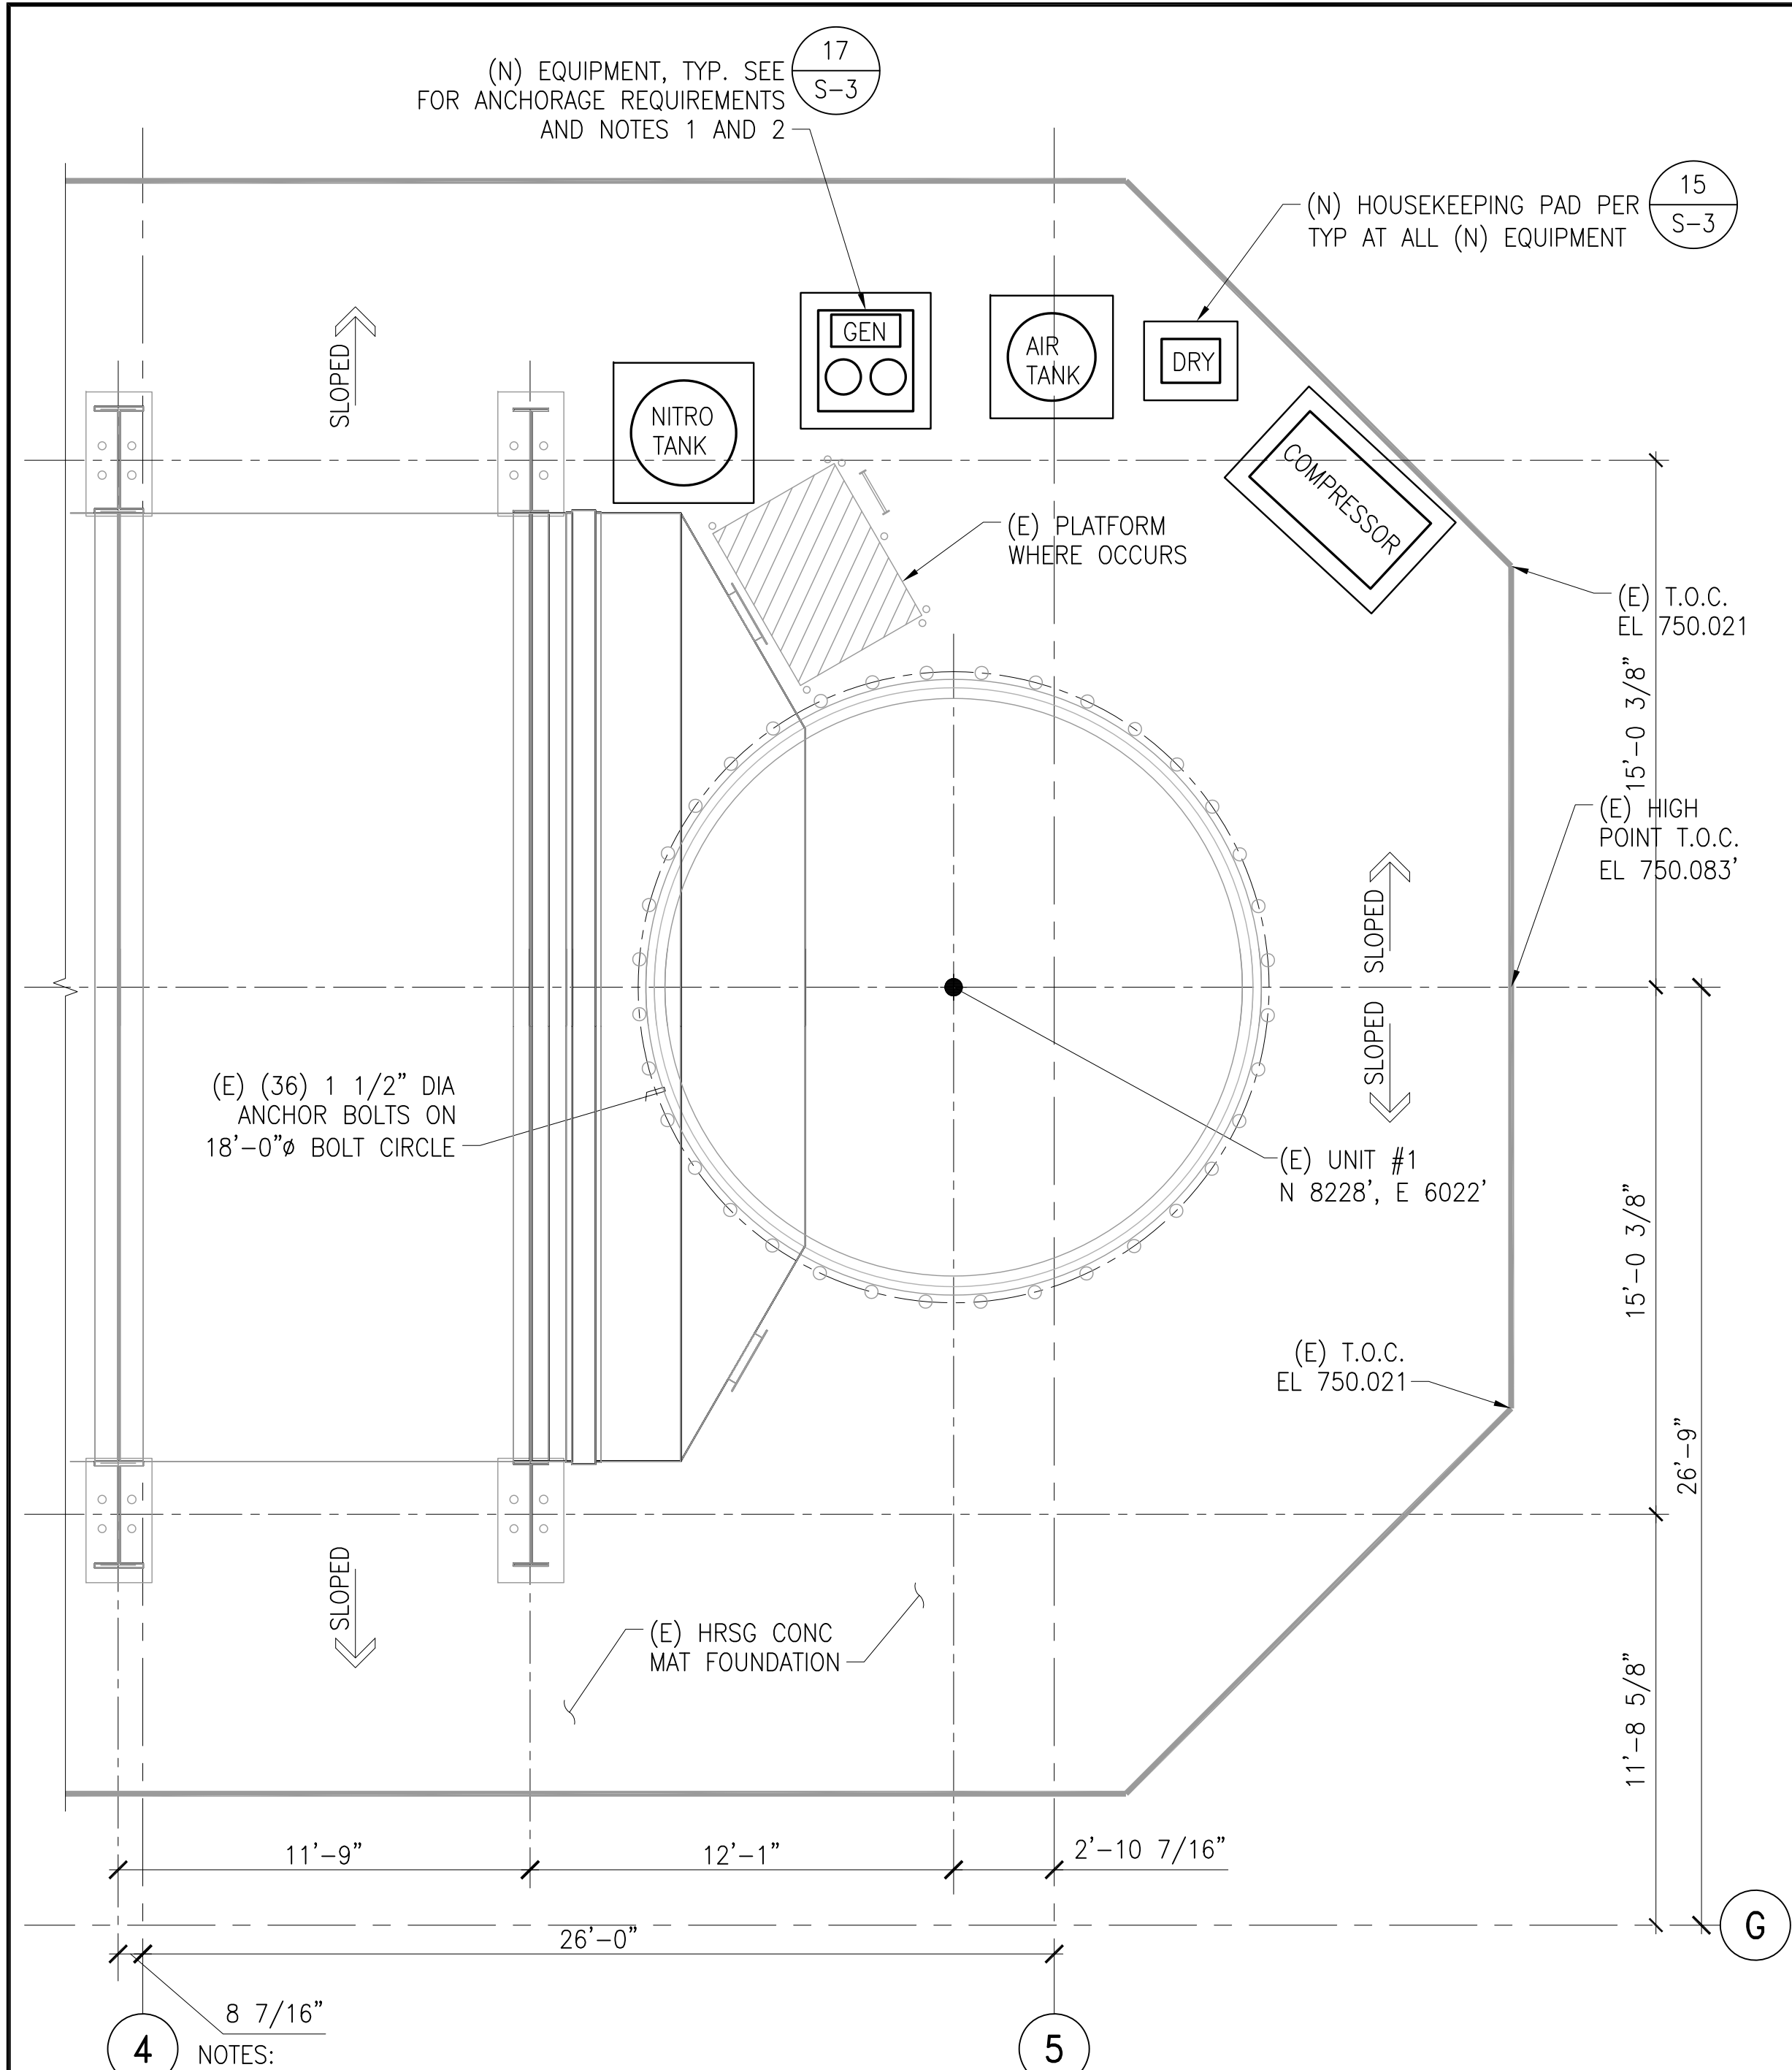 17
(N) EQUIPMENT, TYP. SEE
S-3
FOR ANCHORAGE REQUIREMENTS
AND NOTES 1 AND 2
15
(N) HOUSEKEEPING PAD PER
S-3
TYP AT ALL (N) EQUIPMENT
SLOPED
GEN
AIR
TANK
DRY
NITRO
TANK
COMPRESSOR
(E) PLATFORM
WHERE OCCURS
(E) T.O.C.
EL 750.021
15'-0 3/8"
(E) HIGH
POINT T.O.C.
EL 750.083'
SLOPED
SLOPED
(E) (36) 1 1/2" DIA
ANCHOR BOLTS ON
18'-0"ø BOLT CIRCLE
(E) UNIT #1
N 8228', E 6022'
15'-0 3/8"
(E) T.O.C.
EL 750.021
26'-9"
SLOPED
(E) HRSG CONC
MAT FOUNDATION
11'-8 5/8"
11'-9"
12'-1"
2'-10 7/16"
G
26'-0"
8 7/16"
4
5
NOTES: